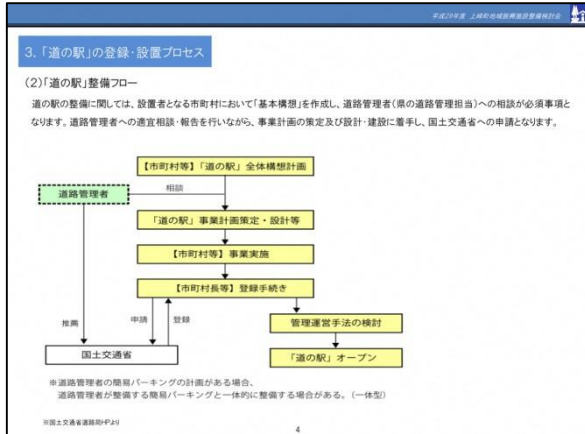 平成29年度 上峰町地域振興施設整備検討会
3. 「道の駅」の登録・設置プロセス
(2)「道の駅」整備フロー
道の駅の整備に関しては、設置者となる市町村において「基本構想」を作成し、道路管理者(県の道路管理担当)への相談が必須事項と
なります。道路管理者への適宜相談・報告を行いながら、事業計画の策定及び設計・建設に着手し、国土交通省への申請となります。
【市町村等】「道の駅」全体構想計画
道路管理者
相談
「道の駅」事業計画策定・設計等
【市町村等】事業実施
【市町村長等】登録手続き
推薦
申請
登録
管理運営手法の検討
国土交通省
「道の駅」オープン
※道路管理者の簡易パーキングの計画がある場合、
道路管理者が整備する簡易パーキングと一体的に整備する場合がある。(一体型)
※国土交通省道路局HPより
4